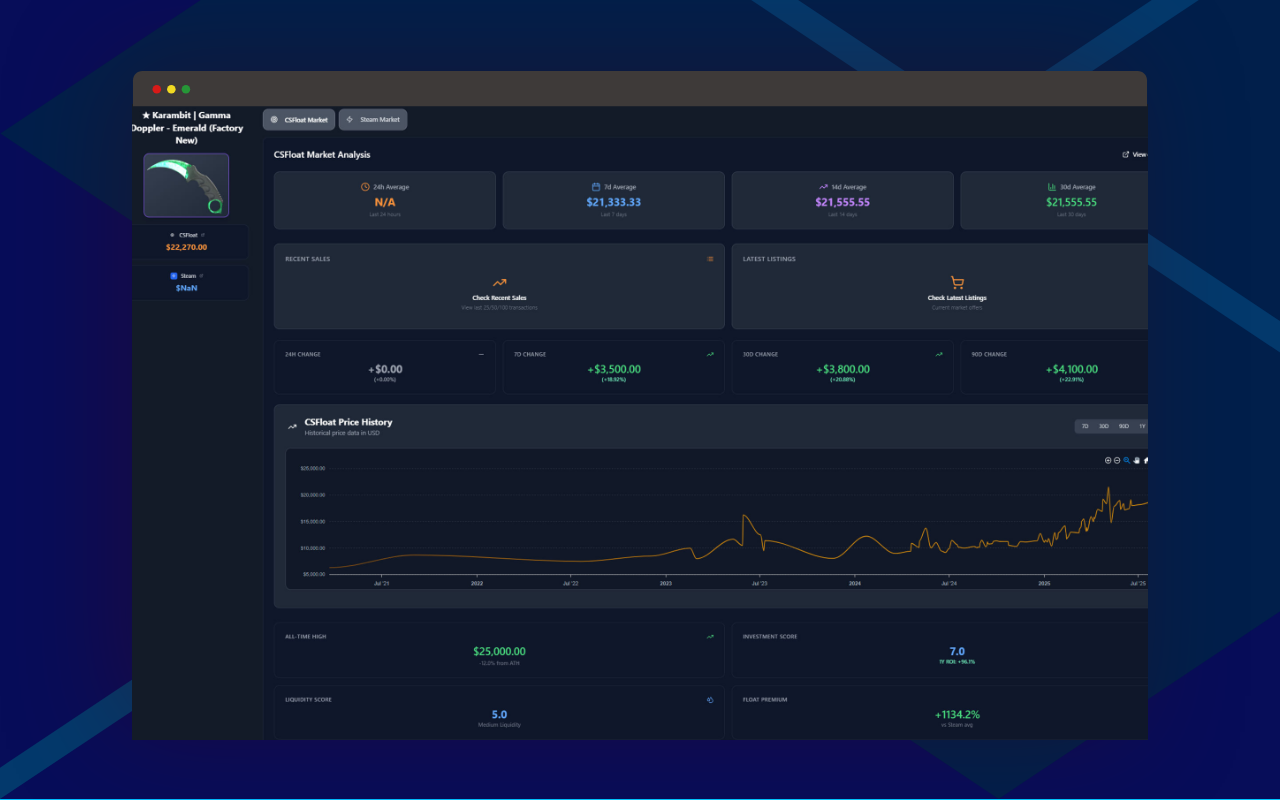 ★ Karambit | Gamma
Doppler - Emerald (Factory
New)
CSFloat
$22,270.00
Steam
$NaN
CSFloat Market
Steam Market
CSFloat Market Analysis
View
24h Average
N/A
Last 24 hours
7d Average
$21,333.33
Last 7 days
14d Average
$21,555.55
Last 14 days
30d Average
$21,555.55
Last 30 days
RECENT SALES
Check Recent Sales
View last 25/50/100 transactions
LATEST LISTINGS
Check Latest Listings
Current market offers
24H CHANGE
+$0.00
(+0.00%)
7D CHANGE
+$3,500.00
(+18.92%)
30D CHANGE
+$3,800.00
(+20.88%)
90D CHANGE
+$4,100.00
(+22.91%)
CSFloat Price History
Historical price data in USD
7D 30D 90D 1Y
$25,000.00
$20,000.00
$15,000.00
$10,000.00
$5,000.00
Jul '21 2022 Jul '22 2023 Jul '23 2024 Jul '24 2025 Jul '25
ALL-TIME HIGH
$25,000.00
-12.0% from ATH
INVESTMENT SCORE
7.0
1Y ROI: +96.1%
LIQUIDITY SCORE
5.0
Medium Liquidity
FLOAT PREMIUM
+1134.2%
vs Steam avg